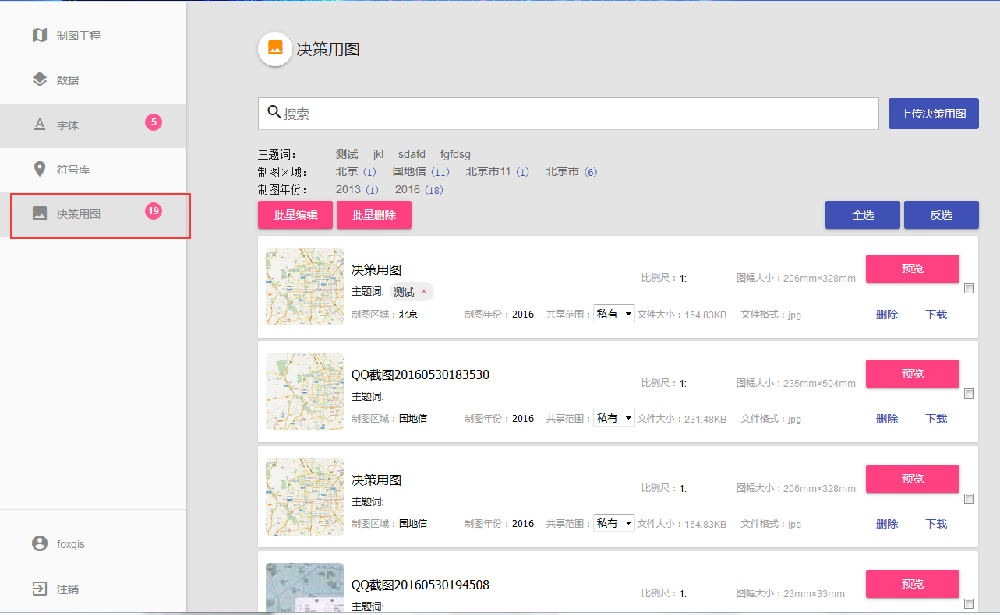 制图工程
数据
字体 5
符号库
决策用图 19
foxgis
注销
决策用图
搜索 上传决策用图
主题词： 测试 jkl sdafd fgfdsg
制图区域： 北京（1） 国地信（11） 北京市11（1） 北京市（6）
制图年份： 2013（1） 2016（18）
批量编辑 批量删除 全选 反选
决策用图 比例尺：1: 图幅大小：206mm×328mm 预览
主题词: 测试 ×
制图区域：北京 制图年份：2016 共享范围：私有 文件大小：164.83KB 文件格式：jpg 删除 下载
QQ截图20160530183530 比例尺：1: 图幅大小：235mm×504mm 预览
主题词:
制图区域：国地信 制图年份：2016 共享范围：私有 文件大小：231.48KB 文件格式：jpg 删除 下载
决策用图 比例尺：1: 图幅大小：206mm×328mm 预览
主题词:
制图区域：国地信 制图年份：2016 共享范围：私有 文件大小：164.83KB 文件格式：jpg 删除 下载
QQ截图20160530194508 比例尺：1: 图幅大小：23mm×33mm 预览
主题词: